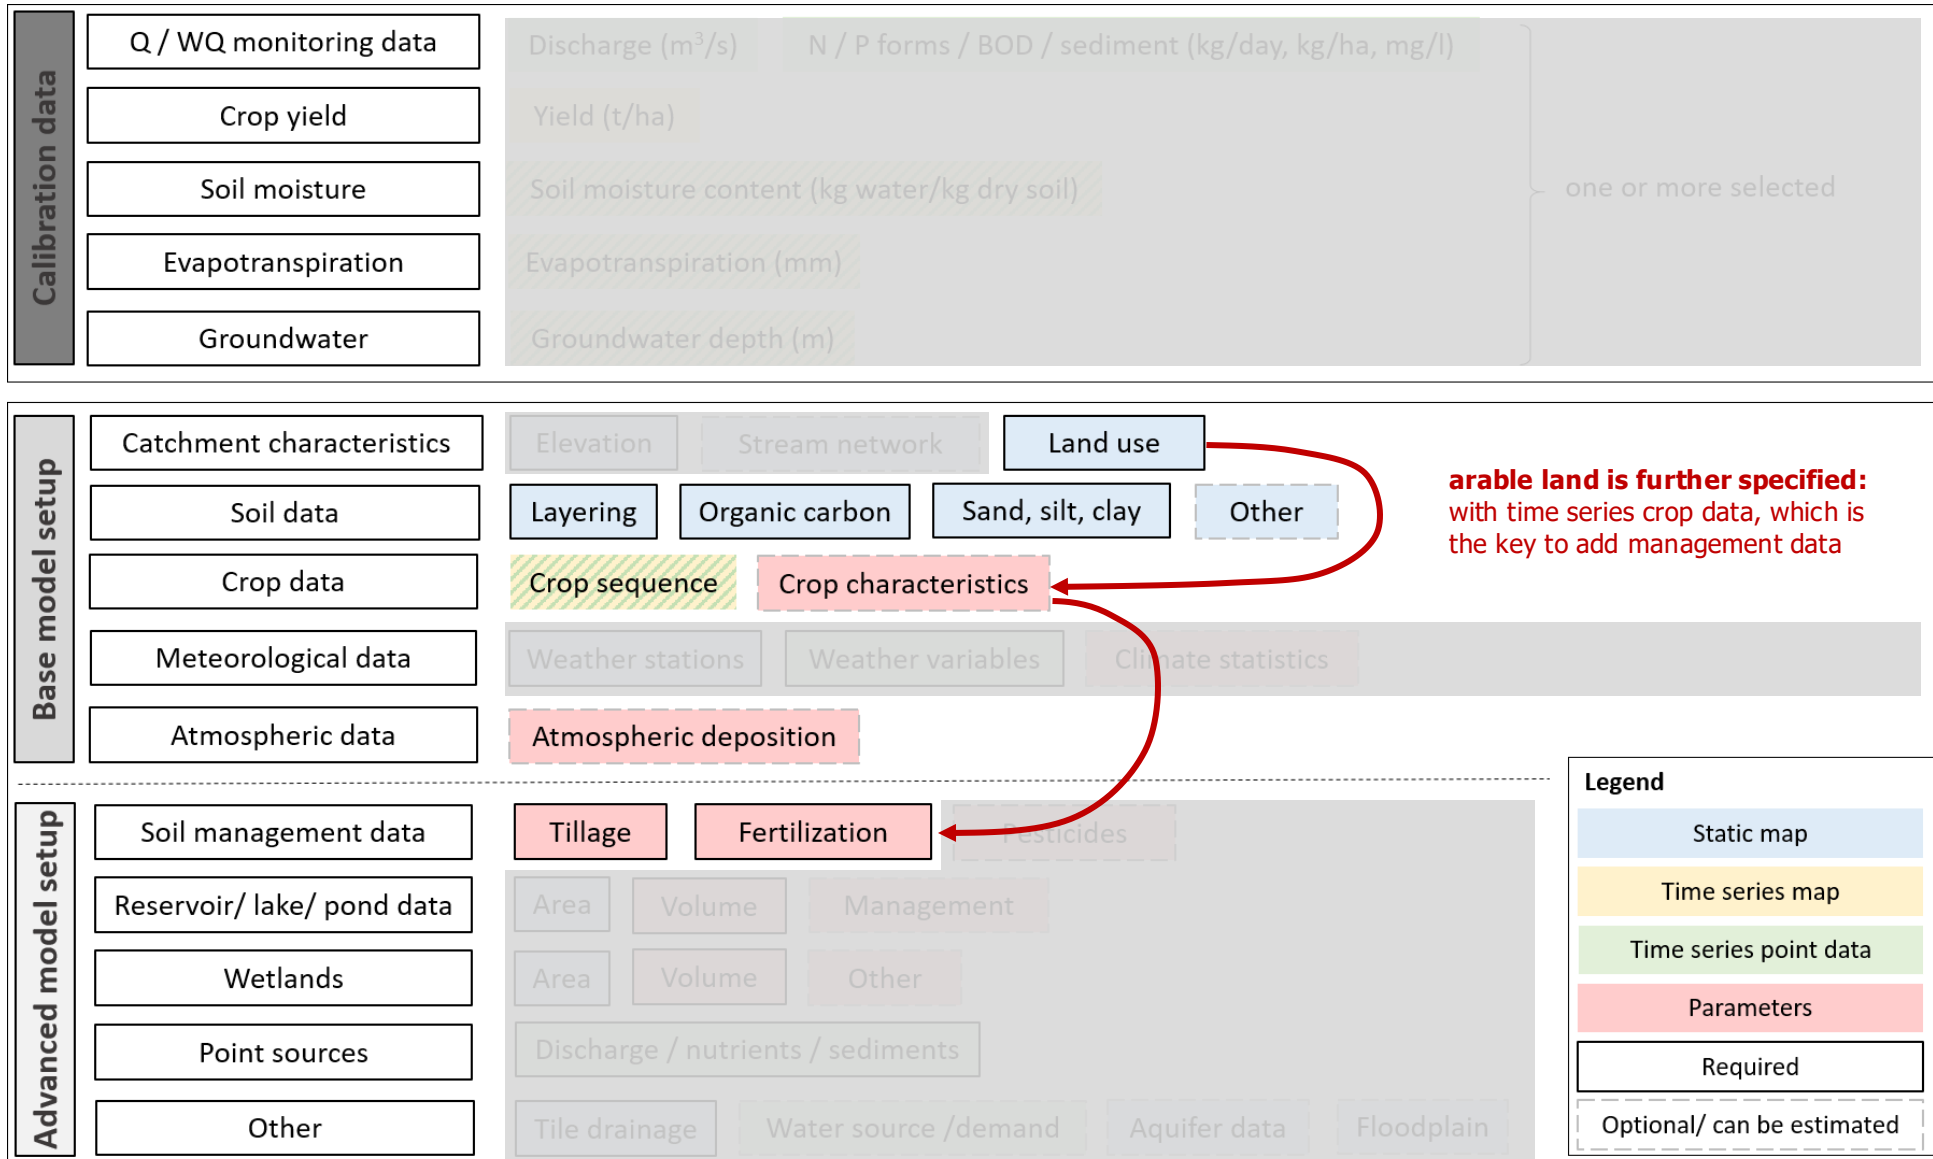 Calibration data
Q / WQ monitoring data
Discharge (m³/s)
N / P forms / BOD / sediment (kg/day, kg/ha, mg/l)
Crop yield
Yield (t/ha)
Soil moisture
Soil moisture content (kg water/kg dry soil)
one or more selected
Evapotranspiration
Evapotranspiration (mm)
Groundwater
Groundwater depth (m)
Base model setup
Catchment characteristics
Elevation
Stream network
Land use
arable land is further specified:
with time series crop data, which is
the key to add management data
Soil data
Layering
Organic carbon
Sand, silt, clay
Other
Crop data
Crop sequence
Crop characteristics
Meteorological data
Weather stations
Weather variables
Climate statistics
Atmospheric data
Atmospheric deposition
Advanced model setup
Soil management data
Tillage
Fertilization
Pesticides
Reservoir/ lake/ pond data
Area
Volume
Management
Wetlands
Area
Volume
Other
Point sources
Discharge / nutrients / sediments
Other
Tile drainage
Water source /demand
Aquifer data
Floodplain
Legend
Static map
Time series map
Time series point data
Parameters
Required
Optional/ can be estimated